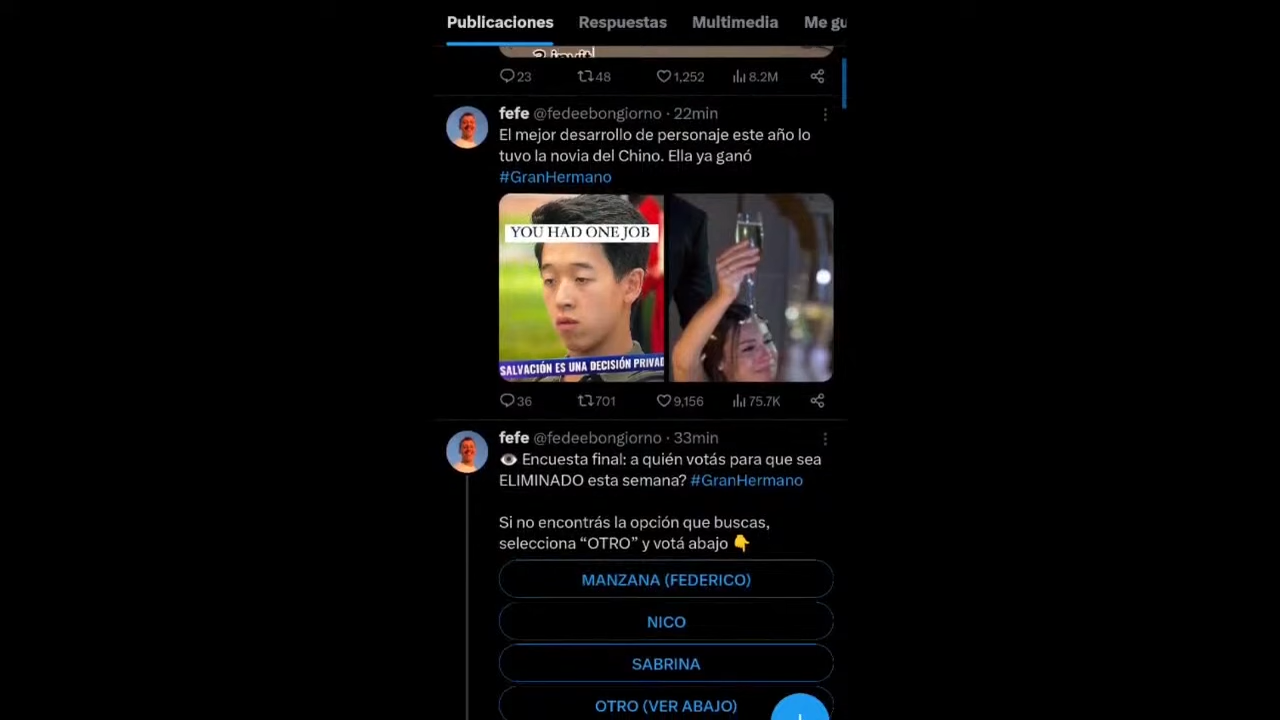 Publicaciones Respuestas Multimedia Me gu
23 48 1,252 8.2M
fefe @fedeebongiorno · 22min
El mejor desarrollo de personaje este año lo
tuvo la novia del Chino. Ella ya ganó
#GranHermano
YOU HAD ONE JOB
SALVACIÓN ES UNA DECISIÓN PRIVAD
36 701 9,156 75.7K
fefe @fedeebongiorno · 33min
👁 Encuesta final: a quién votás para que sea
ELIMINADO esta semana? #GranHermano
Si no encontrás la opción que buscas,
selecciona “OTRO” y votá abajo 👇
MANZANA (FEDERICO)
NICO
SABRINA
OTRO (VER ABAJO)